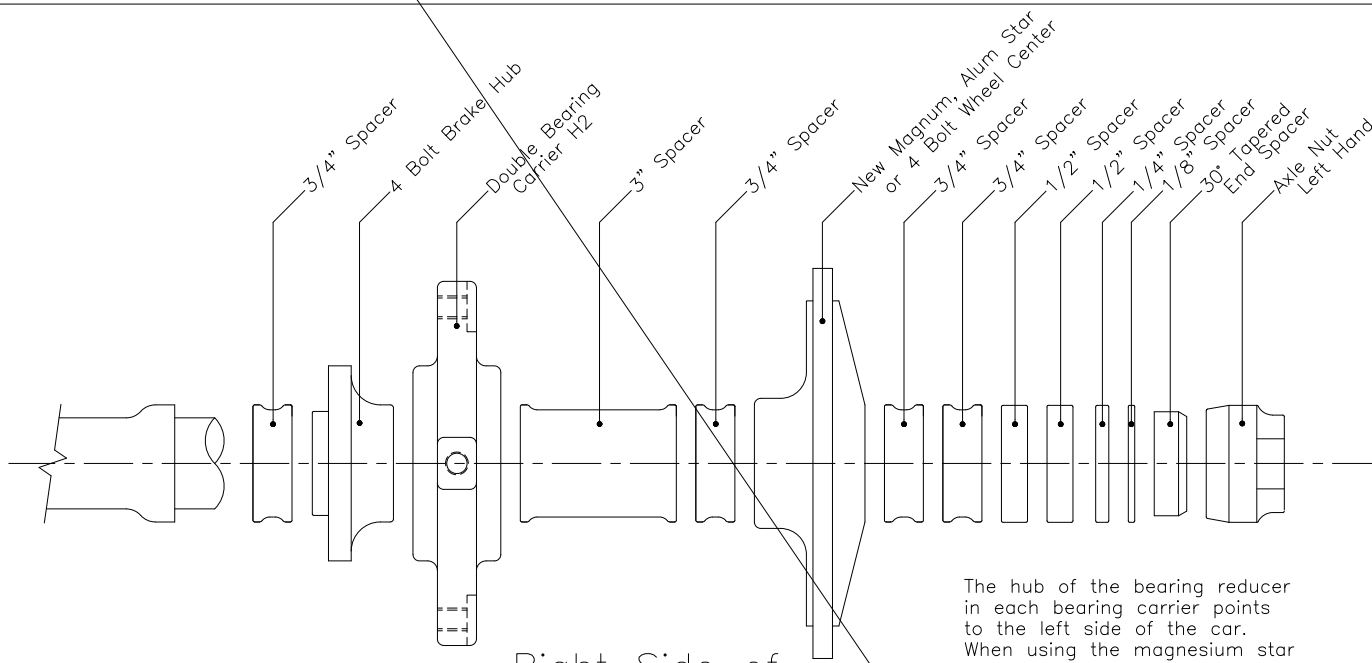 3/4" Spacer
4 Bolt Brake Hub
Double Bearing
Carrier H2
3" Spacer
3/4" Spacer
New Magnum, Alum Star
or 4 Bolt Wheel Center
3/4" Spacer
3/4" Spacer
1/2" Spacer
1/2" Spacer
1/4" Spacer
1/8" Spacer
30° Tapered
End Spacer
Axle Nut
Left Hand
The hub of the bearing reducer
in each bearing carrier points
to the left side of the car.
When using the magnesium star
Right Side of